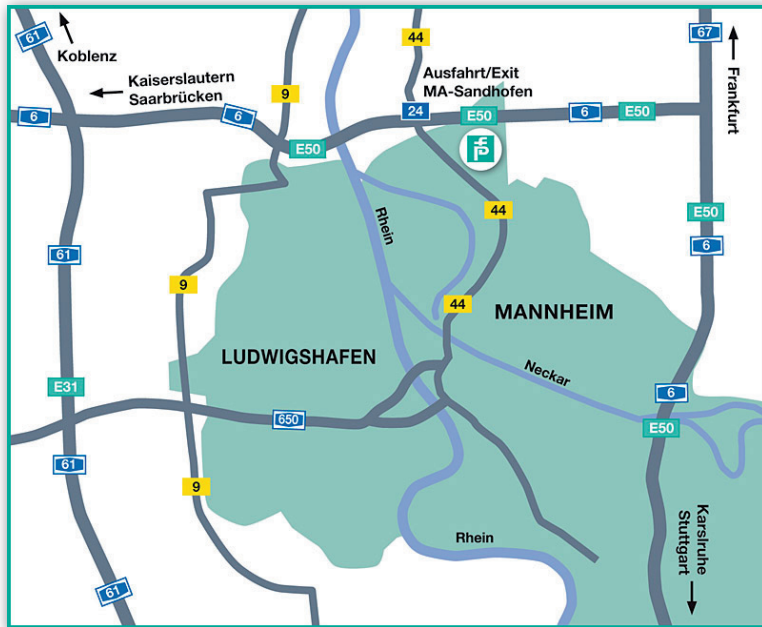 61
Koblenz
44
67
Frankfurt
Kaiserslautern
Saarbrücken
9
Ausfahrt/Exit
MA-Sandhofen
24
6
6
E50
E50
6
E50
44
Rhein
E50
6
61
9
44
MANNHEIM
LUDWIGSHAFEN
Neckar
E31
6
650
E50
61
9
Rhein
Karslruhe
Stuttgart
61